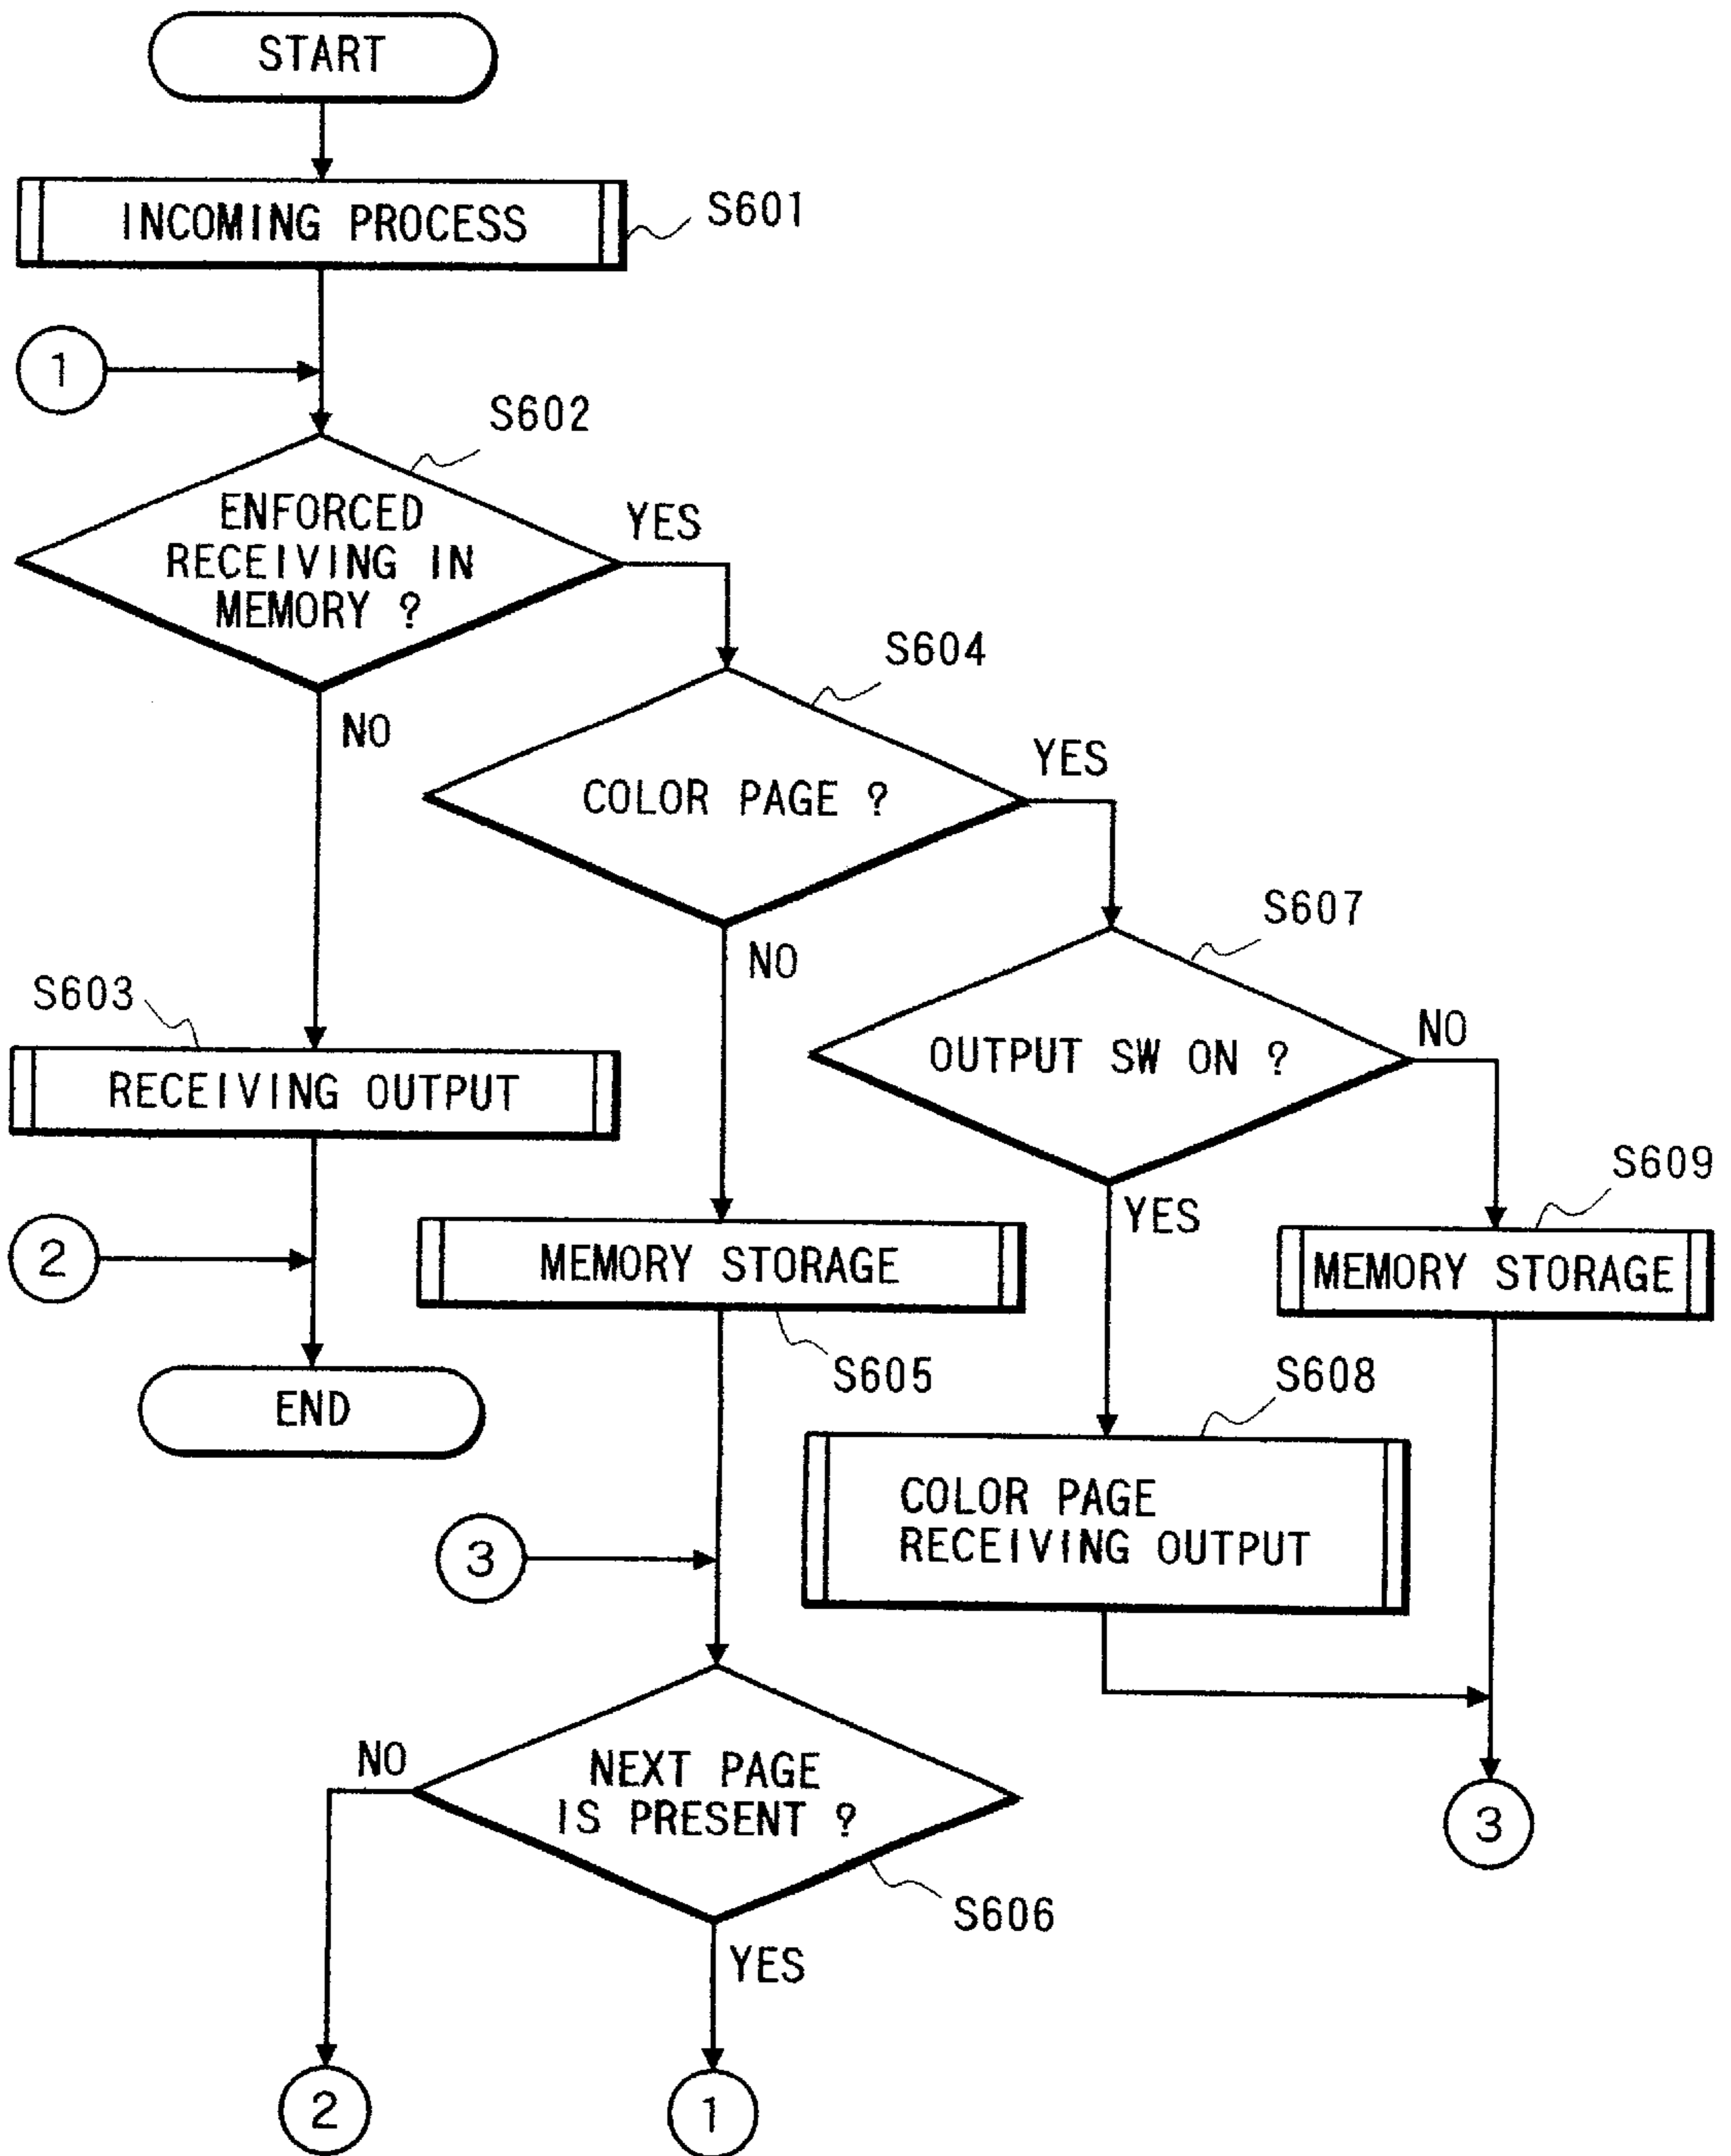 START
INCOMING PROCESS
S601
1
S602
ENFORCED
RECEIVING IN
MEMORY ?
YES
NO
S604
COLOR PAGE ?
YES
NO
S607
OUTPUT SW ON ?
NO
YES
S603
RECEIVING OUTPUT
2
END
MEMORY STORAGE
S605
S609
MEMORY STORAGE
S608
COLOR PAGE
RECEIVING OUTPUT
3
3
NEXT PAGE
IS PRESENT ?
S606
NO
YES
2
1